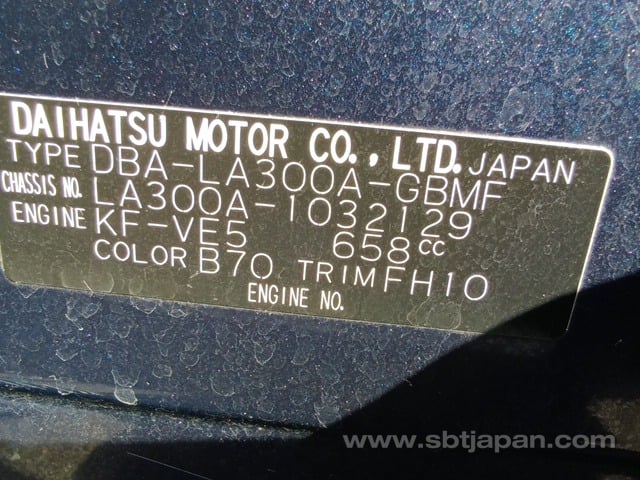 DAIHATSU MOTOR CO., LTD. JAPAN
TYPE DBA-LA300A-GBMF
CHASSIS NO. LA300A-1032129
ENGINE KF-VE5 658cc
COLOR B70 TRIM FH10
ENGINE NO.
www.sbtjapan.com